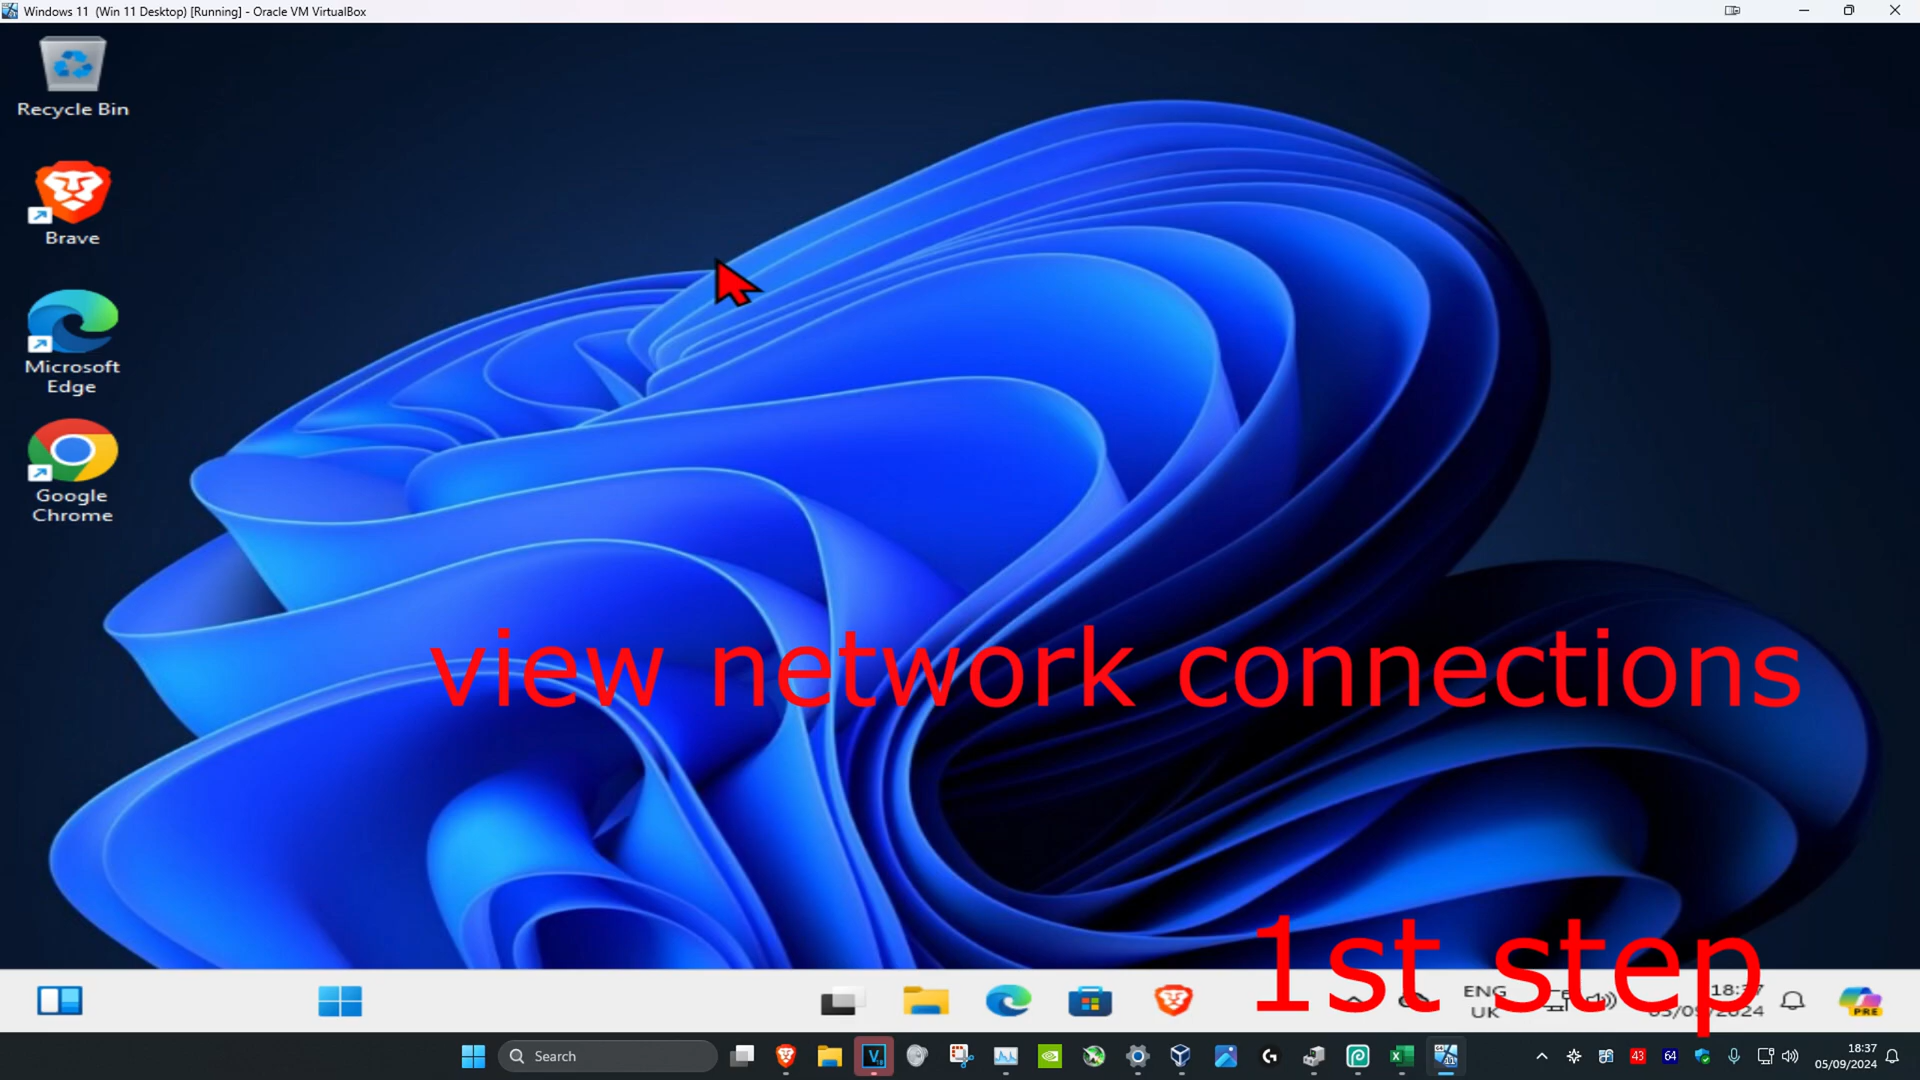 Windows 11 (Win 11 Desktop) [Running] - Oracle VM VirtualBox
Recycle Bin
Brave
Microsoft
Edge
Google
Chrome
view network connections
1st step
ENG
UK
18:37
05/09/2024
PRE
Search
43
64
18:37
05/09/2024